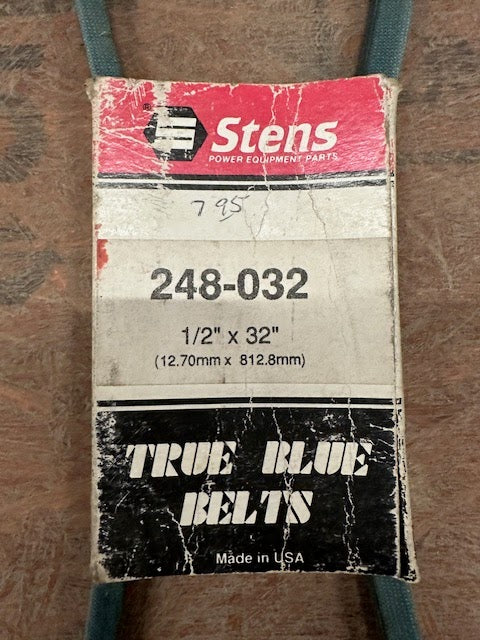 ®
Stens
POWER EQUIPMENT PARTS
7 95
248-032
1/2" x 32"
(12.70mm x 812.8mm)
TRUE BLUE
BELTS
Made in USA